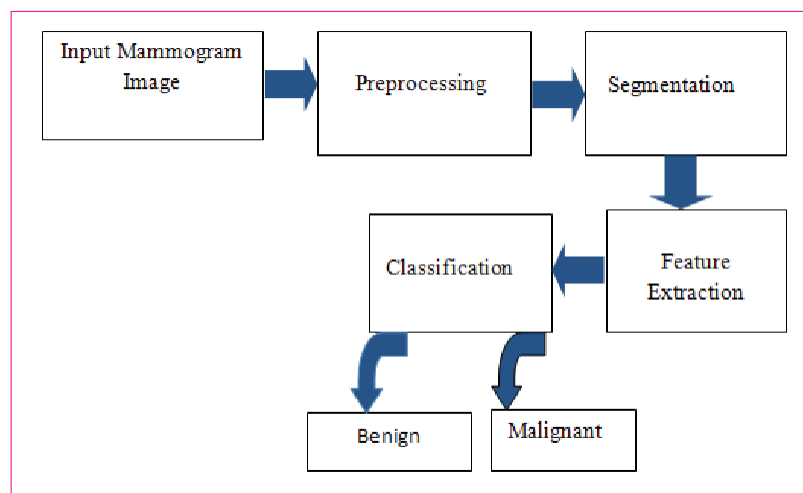 Input Mammogram
Image
Preprocessing
Segmentation
Feature
Extraction
Classification
Benign
Malignant